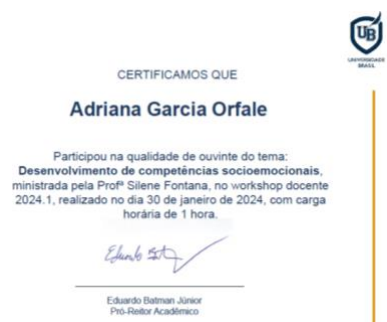 UB
UNIVERSIDADE
BRASIL
CERTIFICAMOS QUE
Adriana Garcia Orfale
Participou na qualidade de ouvinte do tema:
Desenvolvimento de competências socioemocionais,
ministrada pela Profª Silene Fontana, no workshop docente
2024.1, realizado no dia 30 de janeiro de 2024, com carga
horária de 1 hora.
Eduardo Batman Júnior
Pró-Reitor Acadêmico